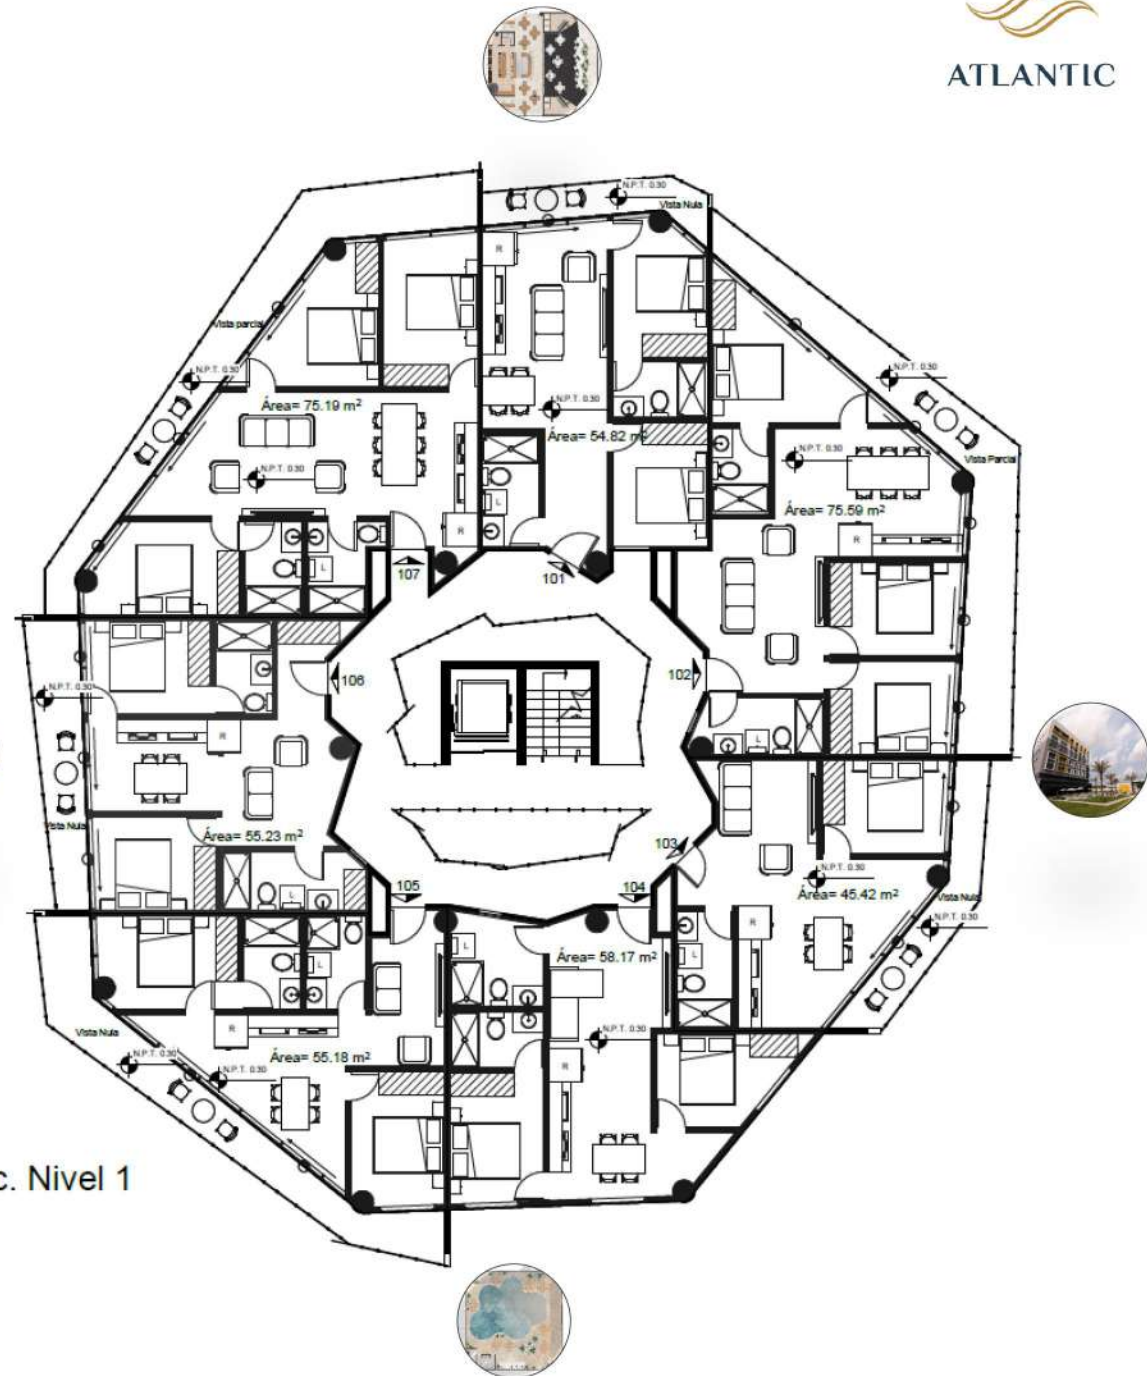 ATLANTIC
N.P.T. 0.30
Vista Nula
R
Vista parcial
N.P.T. 0.30
N.P.T. 0.30
Área= 75.19 m²
N.P.T. 0.30
Área= 54.82 m²
N.P.T. 0.30
Vista Parcial
N.P.T. 0.30
Área= 75.59 m²
L
R
L
R
107
101
106
102
N.P.T. 0.30
R
L
Vista Nula
Área= 55.23 m²
103
N.P.T. 0.30
Área= 45.42 m²
L
105
104
Vista Nula
N.P.T. 0.30
R
L
L
L
Área= 58.17 m²
Vista Nula
R
N.P.T. 0.30
N.P.T. 0.30
Área= 55.18 m²
N.P.T. 0.30
R
c. Nivel 1